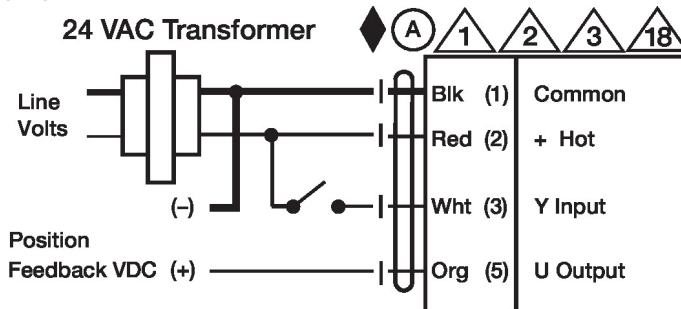 24 VAC Transformer
A 1 2 3 18
Line
Volts
Blk (1) Common
Red (2) + Hot
(–) Wht (3) Y Input
Position
Feedback VDC (+) Org (5) U Output